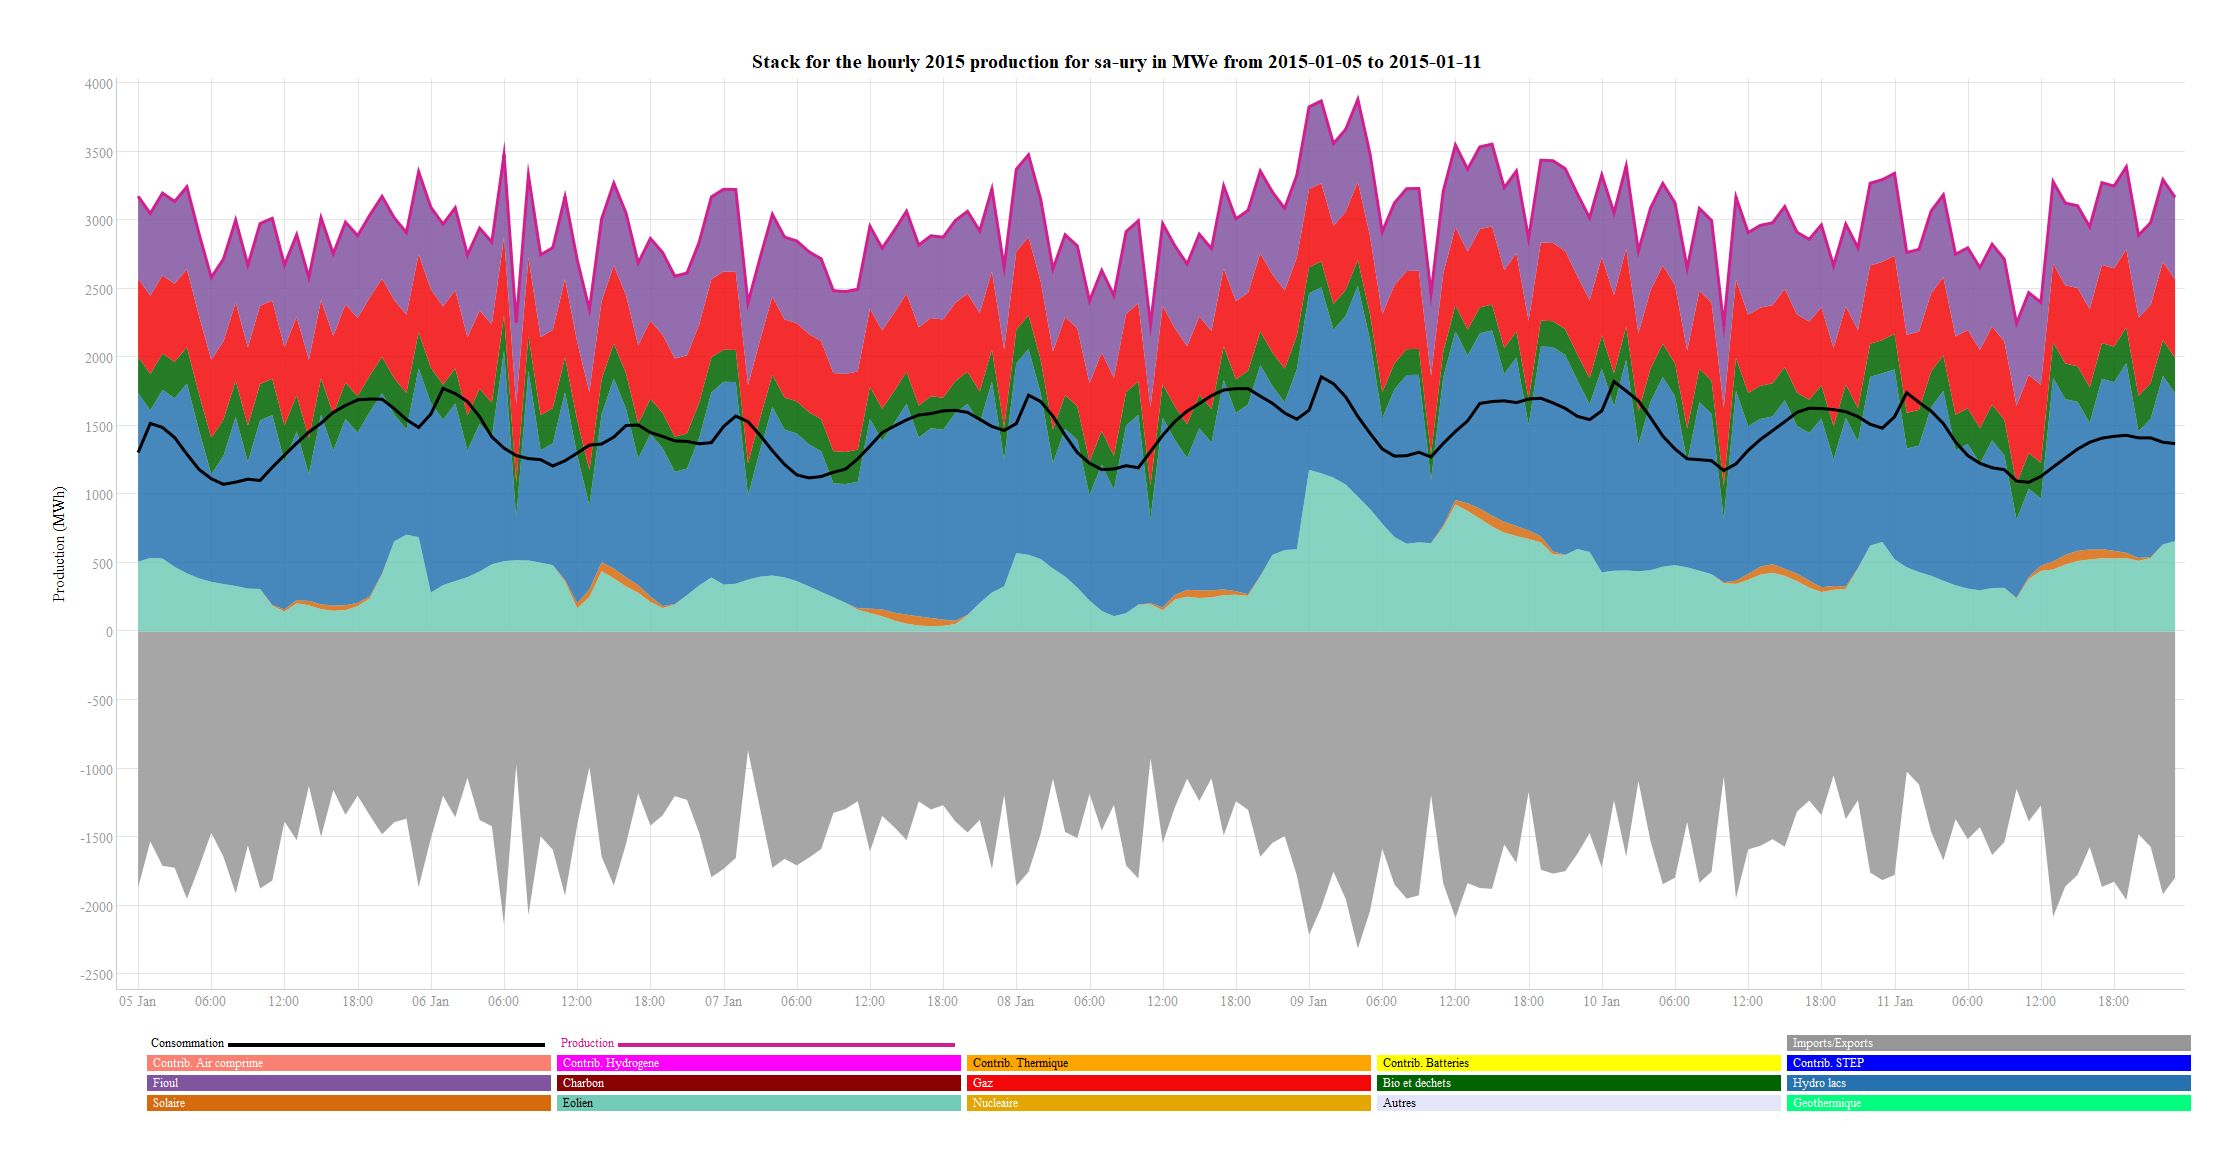 Stack for the hourly 2015 production for sa-ury in MWe from 2015-01-05 to 2015-01-11
4000
3500
3000
2500
2000
1500
1000
500
0
-500
-1000
-1500
-2000
-2500
Production (MWh)
05 Jan 06:00 12:00 18:00 06 Jan 06:00 12:00 18:00 07 Jan 06:00 12:00 18:00 08 Jan 06:00 12:00 18:00 09 Jan 06:00 12:00 18:00 10 Jan 06:00 12:00 18:00 11 Jan 06:00 12:00 18:00
Consommation Production Imports/Exports
Contrib. Air comprime Contrib. Hydrogene Contrib. Thermique Contrib. Batteries Contrib. STEP
Fioul Charbon Gaz Bio et dechets Hydro lacs
Solaire Eolien Nucleaire Autres Geothermique